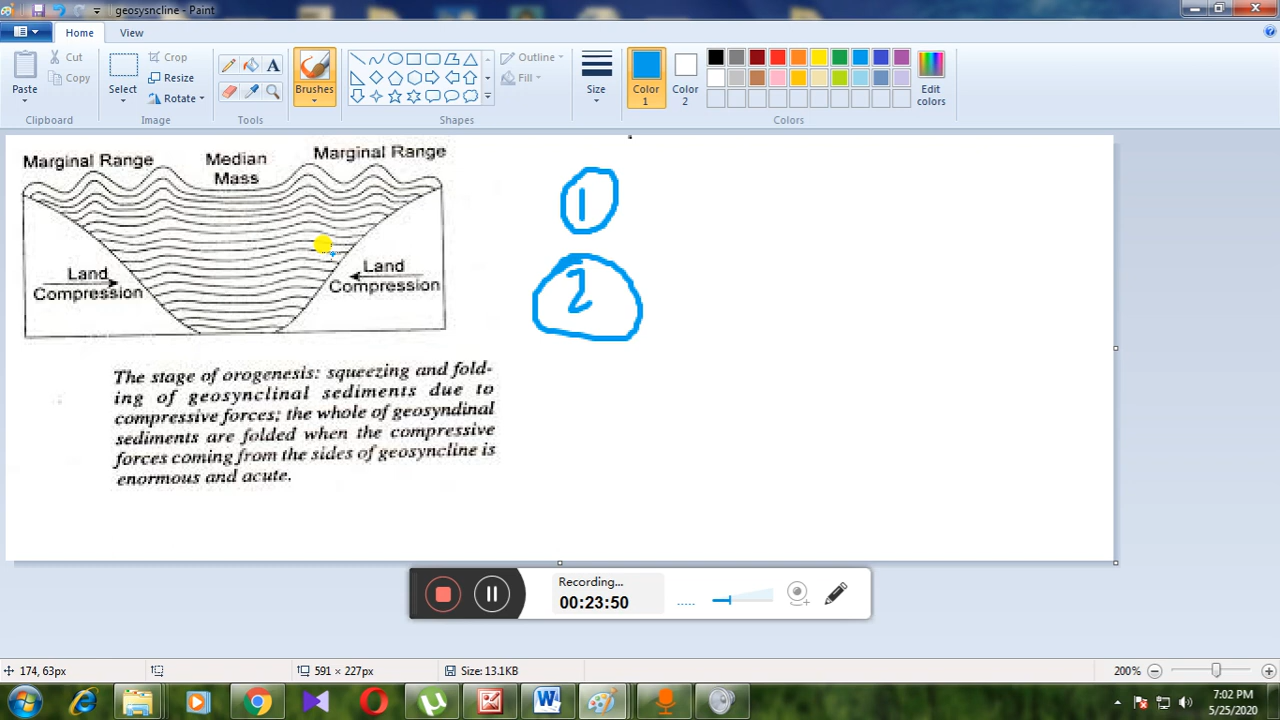 geosysncline - Paint
Home View
Paste
Cut
Copy
Clipboard
Select
Crop
Resize
Rotate
Image
A
Tools
Brushes
Outline
Fill
Shapes
Size
Color 1
Color 2
Edit colors
Colors
Marginal Range
Median Mass
Marginal Range
Land Compression
Land Compression
The stage of orogenesis: squeezing and fold-
ing of geosynclinal sediments due to
compressive forces; the whole of geosyndinal
sediments are folded when the compressive
forces coming from the sides of geosyncline is
enormous and acute.
1
2
Recording...
00:23:50
174, 63px
591 × 227px
Size: 13.1KB
200%
7:02 PM
5/25/2020